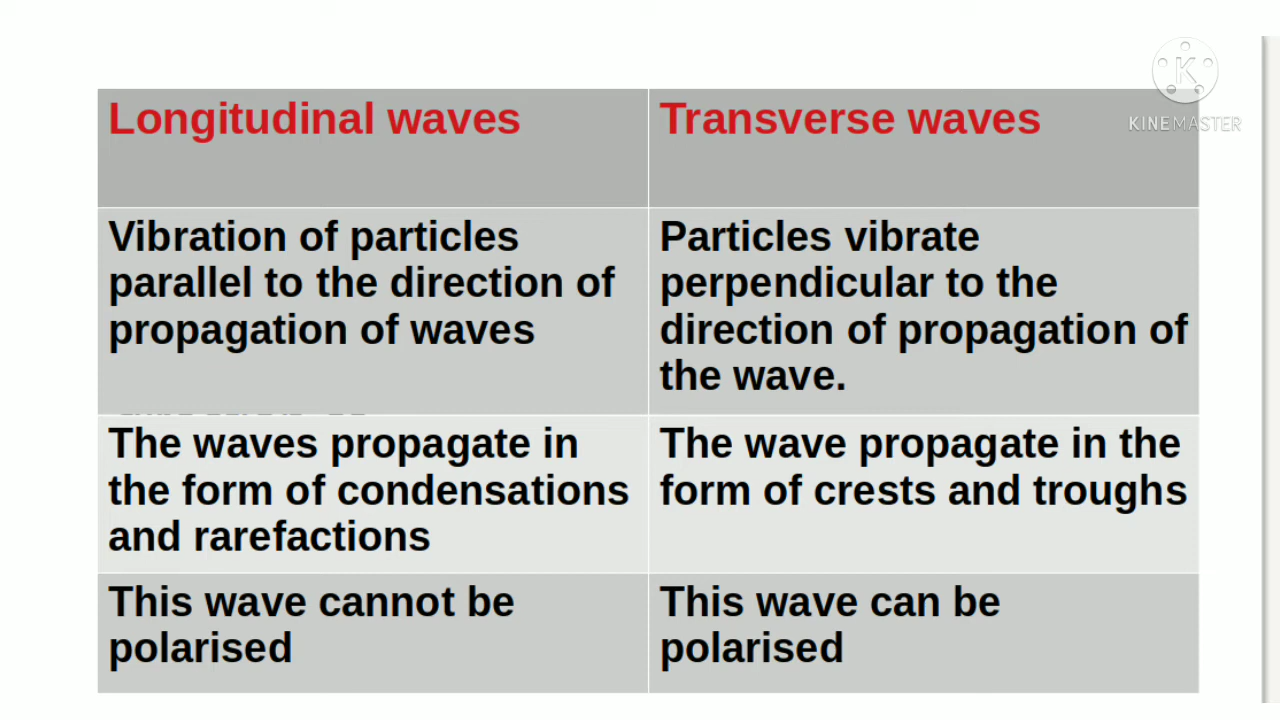 Longitudinal waves
Transverse waves
Vibration of particles
parallel to the direction of
propagation of waves
Particles vibrate
perpendicular to the
direction of propagation of
the wave.
The waves propagate in
the form of condensations
and rarefactions
The wave propagate in the
form of crests and troughs
This wave cannot be
polarised
This wave can be
polarised
KINEMASTER